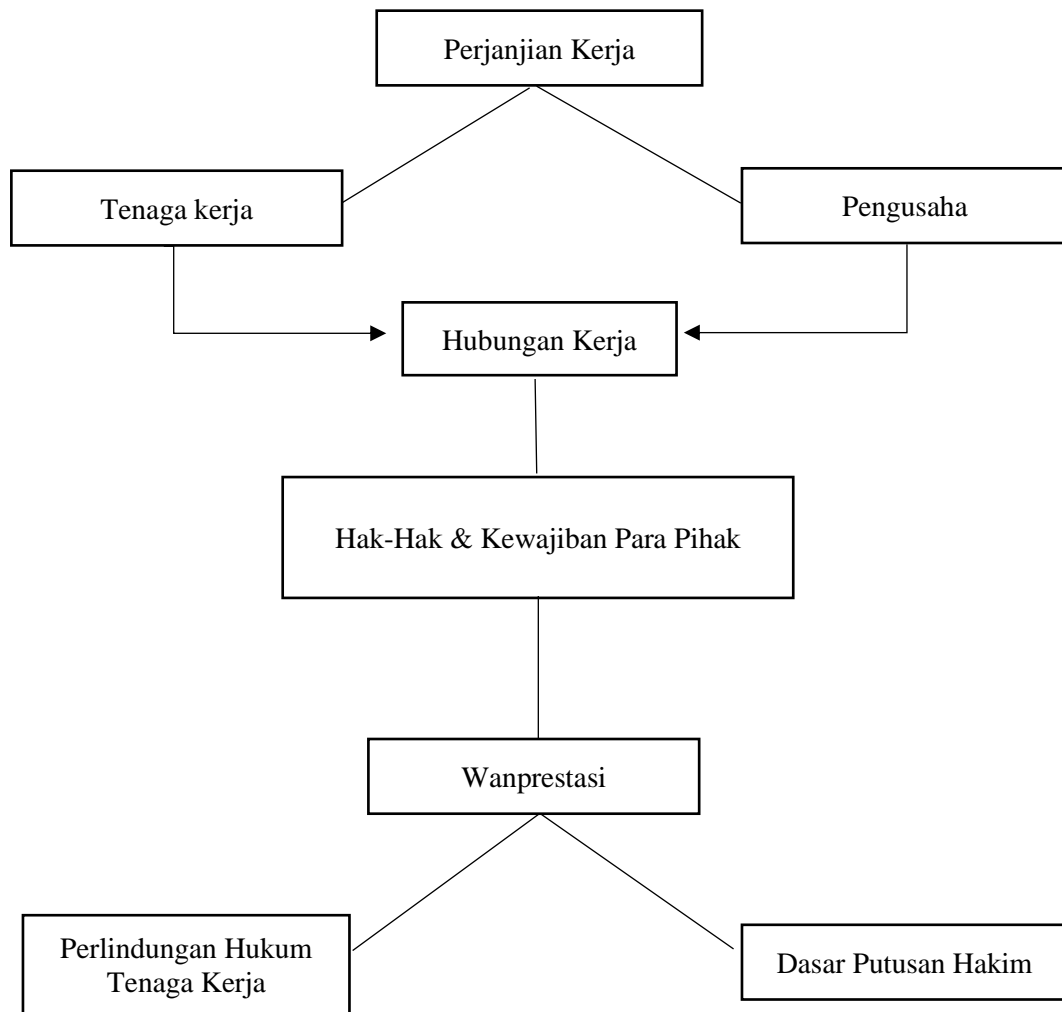 Perjanjian Kerja
Tenaga kerja
Pengusaha
Hubungan Kerja
Hak-Hak & Kewajiban Para Pihak
Wanprestasi
Perlindungan Hukum
Tenaga Kerja
Dasar Putusan Hakim